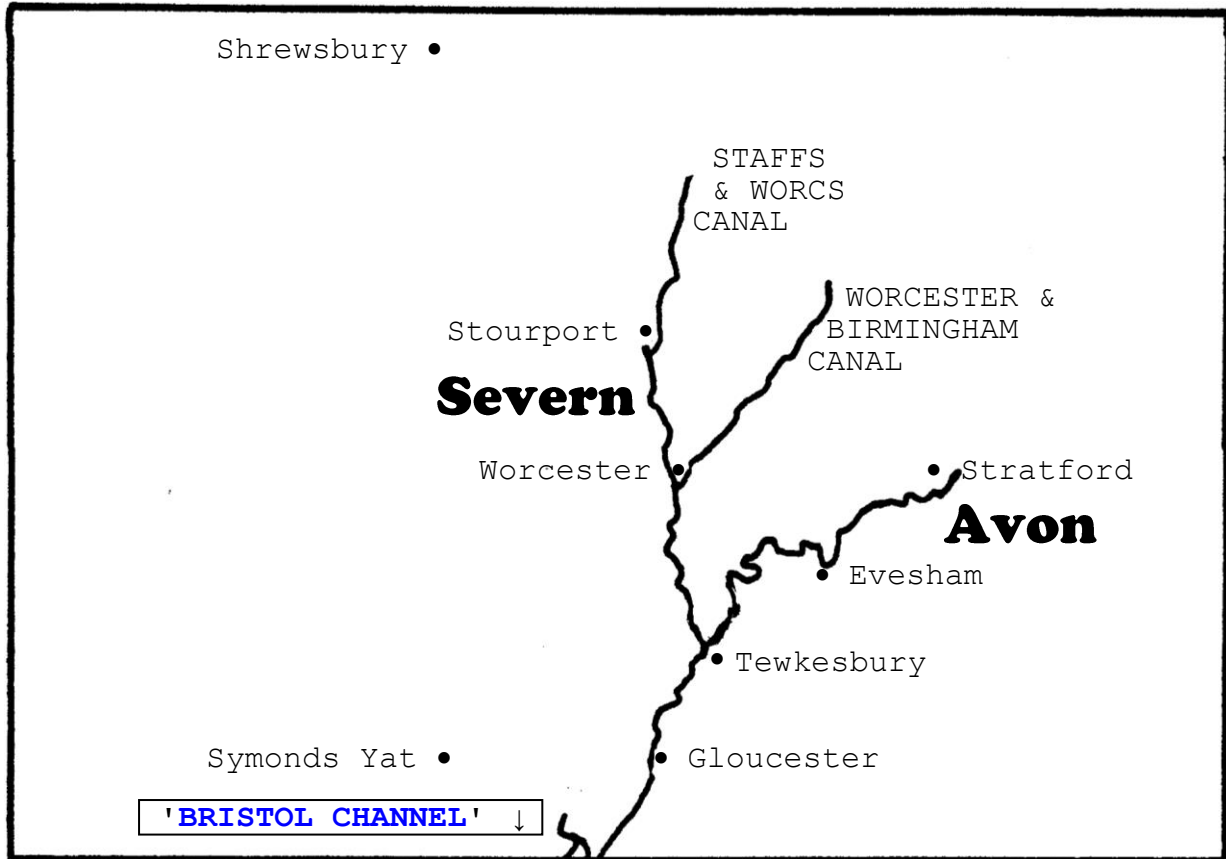 Shrewsbury
STAFFS
& WORCS
CANAL
WORCESTER &
BIRMINGHAM
CANAL
Stourport
Severn
Worcester
Stratford
Avon
Evesham
Tewkesbury
Symonds Yat
Gloucester
'BRISTOL CHANNEL' ↓